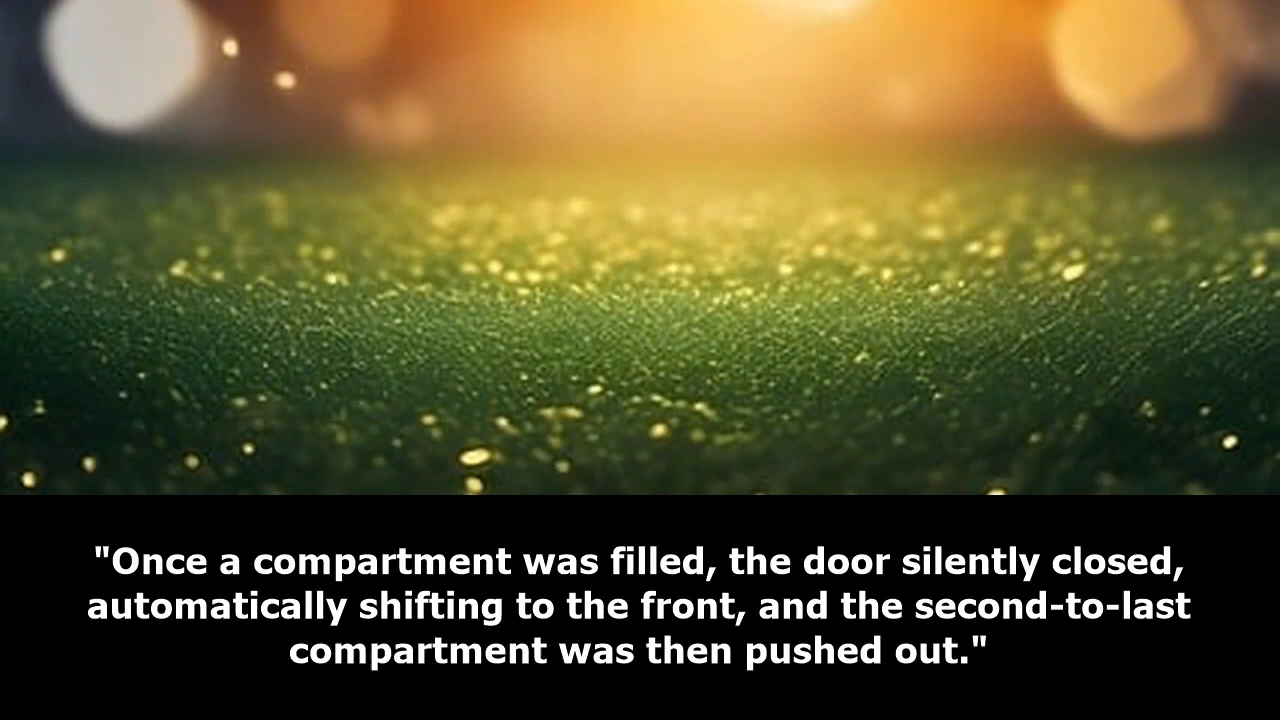 "Once a compartment was filled, the door silently closed,
automatically shifting to the front, and the second-to-last
compartment was then pushed out."